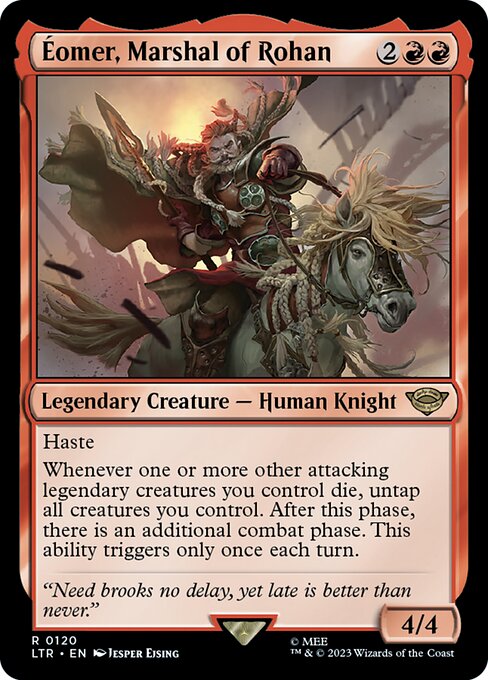 Éomer, Marshal of Rohan 2
Legendary Creature — Human Knight
Haste
Whenever one or more other attacking
legendary creatures you control die, untap
all creatures you control. After this phase,
there is an additional combat phase. This
ability triggers only once each turn.
“Need brooks no delay, yet late is better than
never.”
4/4
R 0120
LTR • EN Jesper Eising
© MEE
™ & © 2023 Wizards of the Coast